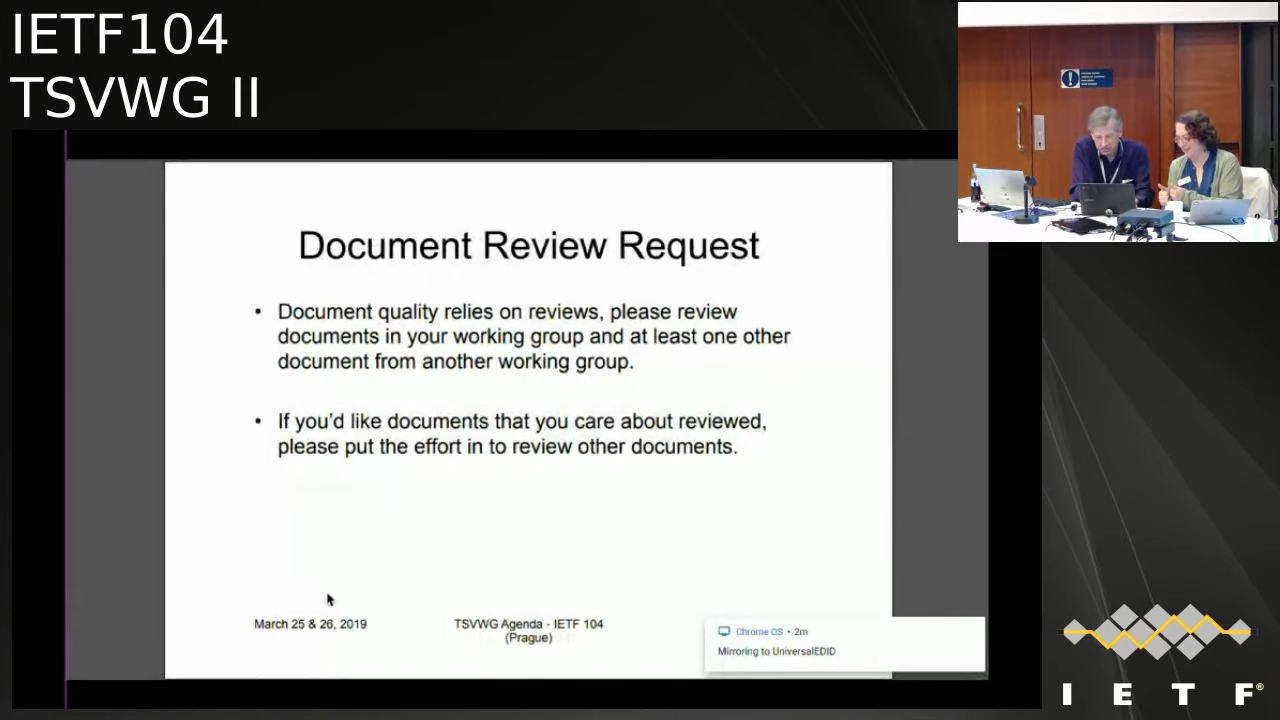 IETF104
TSVWG II
Document Review Request
• Document quality relies on reviews, please review
documents in your working group and at least one other
document from another working group.
• If you’d like documents that you care about reviewed,
please put the effort in to review other documents.
March 25 & 26, 2019
TSVWG Agenda - IETF 104
(Prague)
Chrome OS • 2m
Mirroring to UniversalEDID
I E T F®